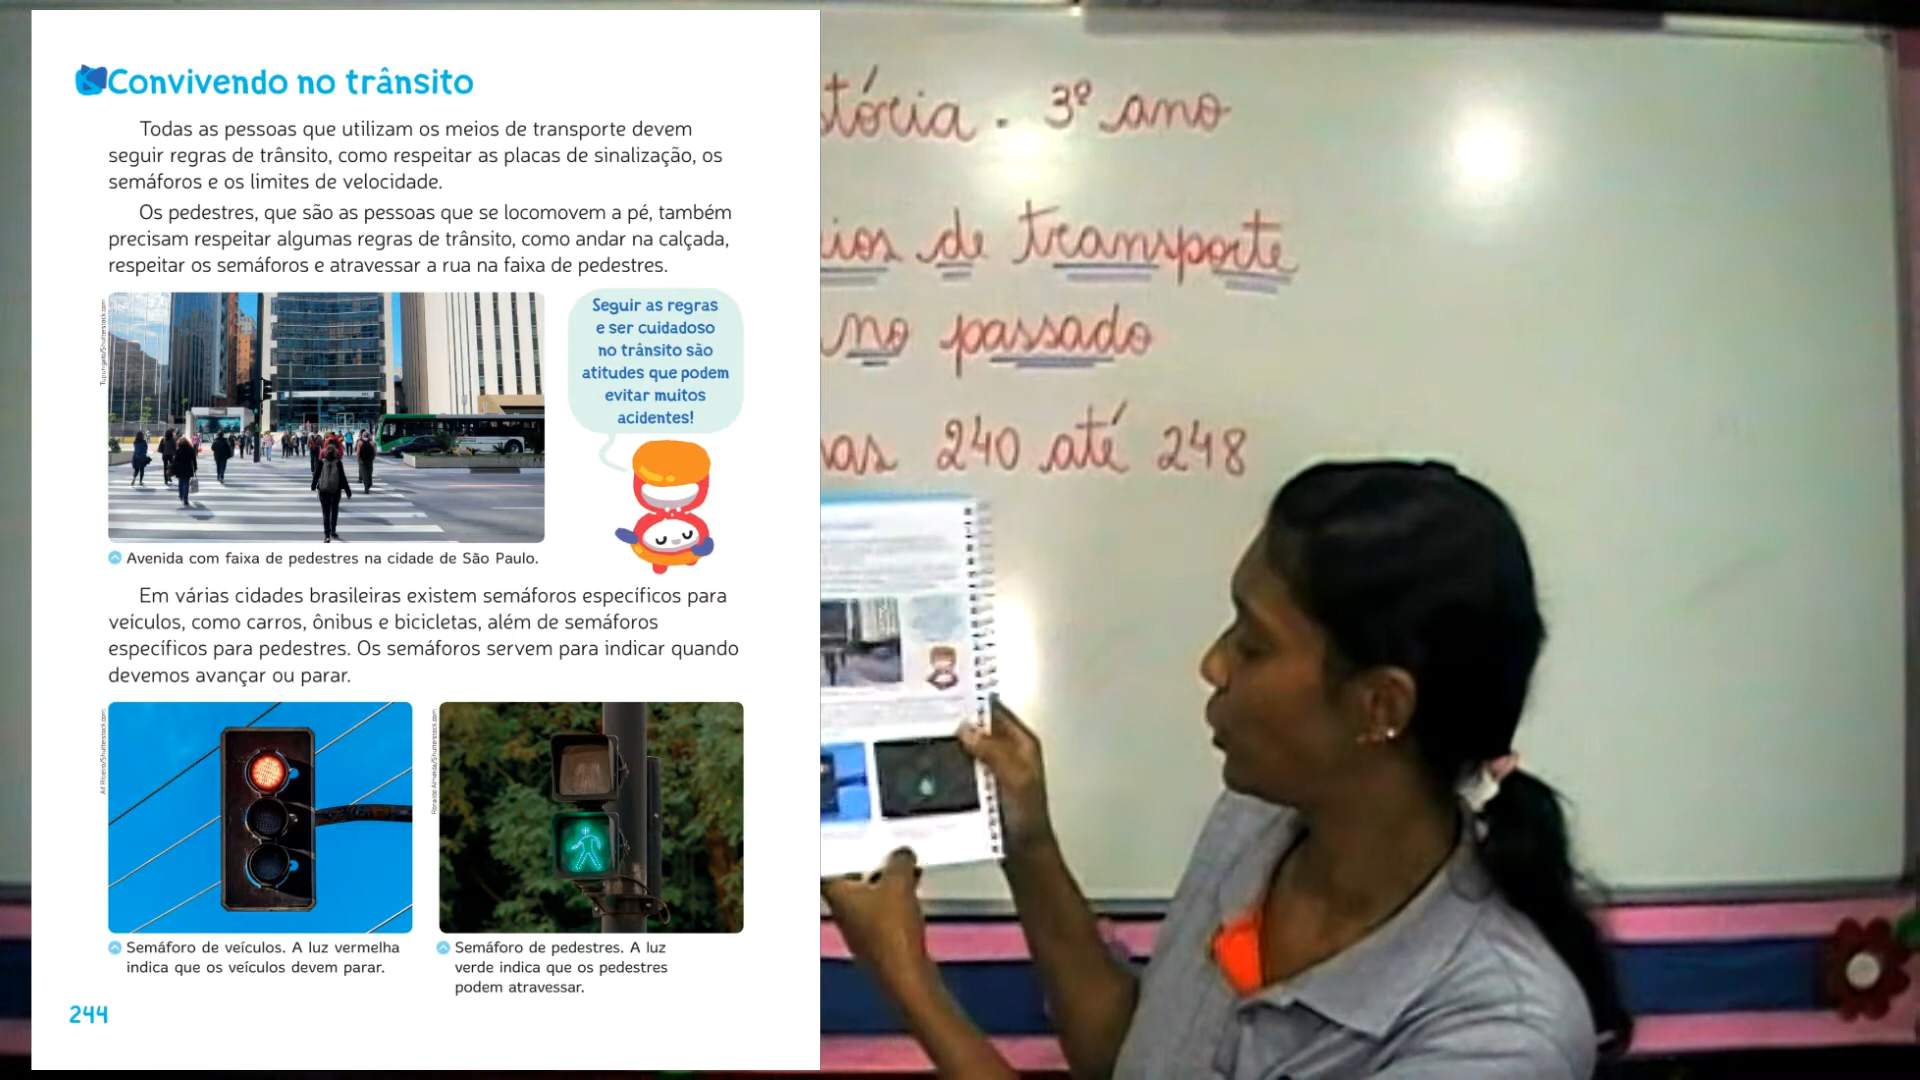 Convivendo no trânsito
Todas as pessoas que utilizam os meios de transporte devem
seguir regras de trânsito, como respeitar as placas de sinalização, os
semáforos e os limites de velocidade.
Os pedestres, que são as pessoas que se locomovem a pé, também
precisam respeitar algumas regras de trânsito, como andar na calçada,
respeitar os semáforos e atravessar a rua na faixa de pedestres.
Seguir as regras
e ser cuidadoso
no trânsito são
atitudes que podem
evitar muitos
acidentes!
Avenida com faixa de pedestres na cidade de São Paulo.
Em várias cidades brasileiras existem semáforos específicos para
veículos, como carros, ônibus e bicicletas, além de semáforos
específicos para pedestres. Os semáforos servem para indicar quando
devemos avançar ou parar.
Semáforo de veículos. A luz vermelha
indica que os veículos devem parar.
Semáforo de pedestres. A luz
verde indica que os pedestres
podem atravessar.
244
tória. 3º ano
ios de transporte
no passado
as 240 até 248